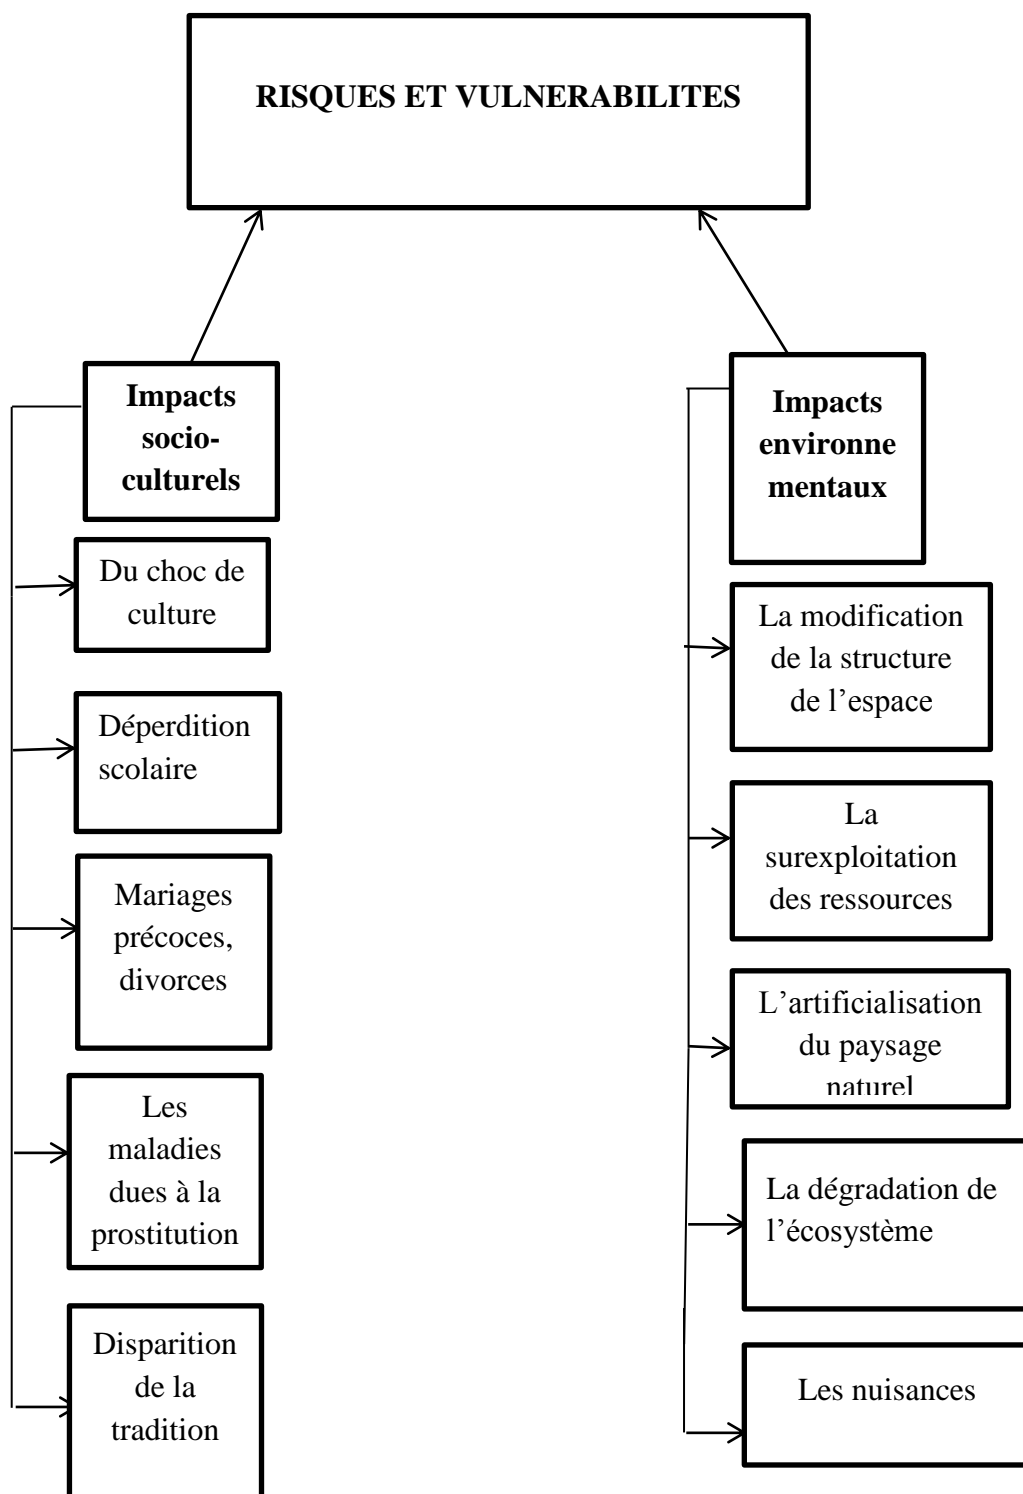 RISQUES ET VULNERABILITES
Impacts
socio-
culturels
Du choc de
culture
Déperdition
scolaire
Mariages
précoces,
divorces
Les
maladies
dues à la
prostitution
Disparition
de la
tradition
Impacts
environne
mentaux
La modification
de la structure
de l’espace
La
surexploitation
des ressources
L’artificialisation
du paysage
naturel
La dégradation de
l’écosystème
Les nuisances